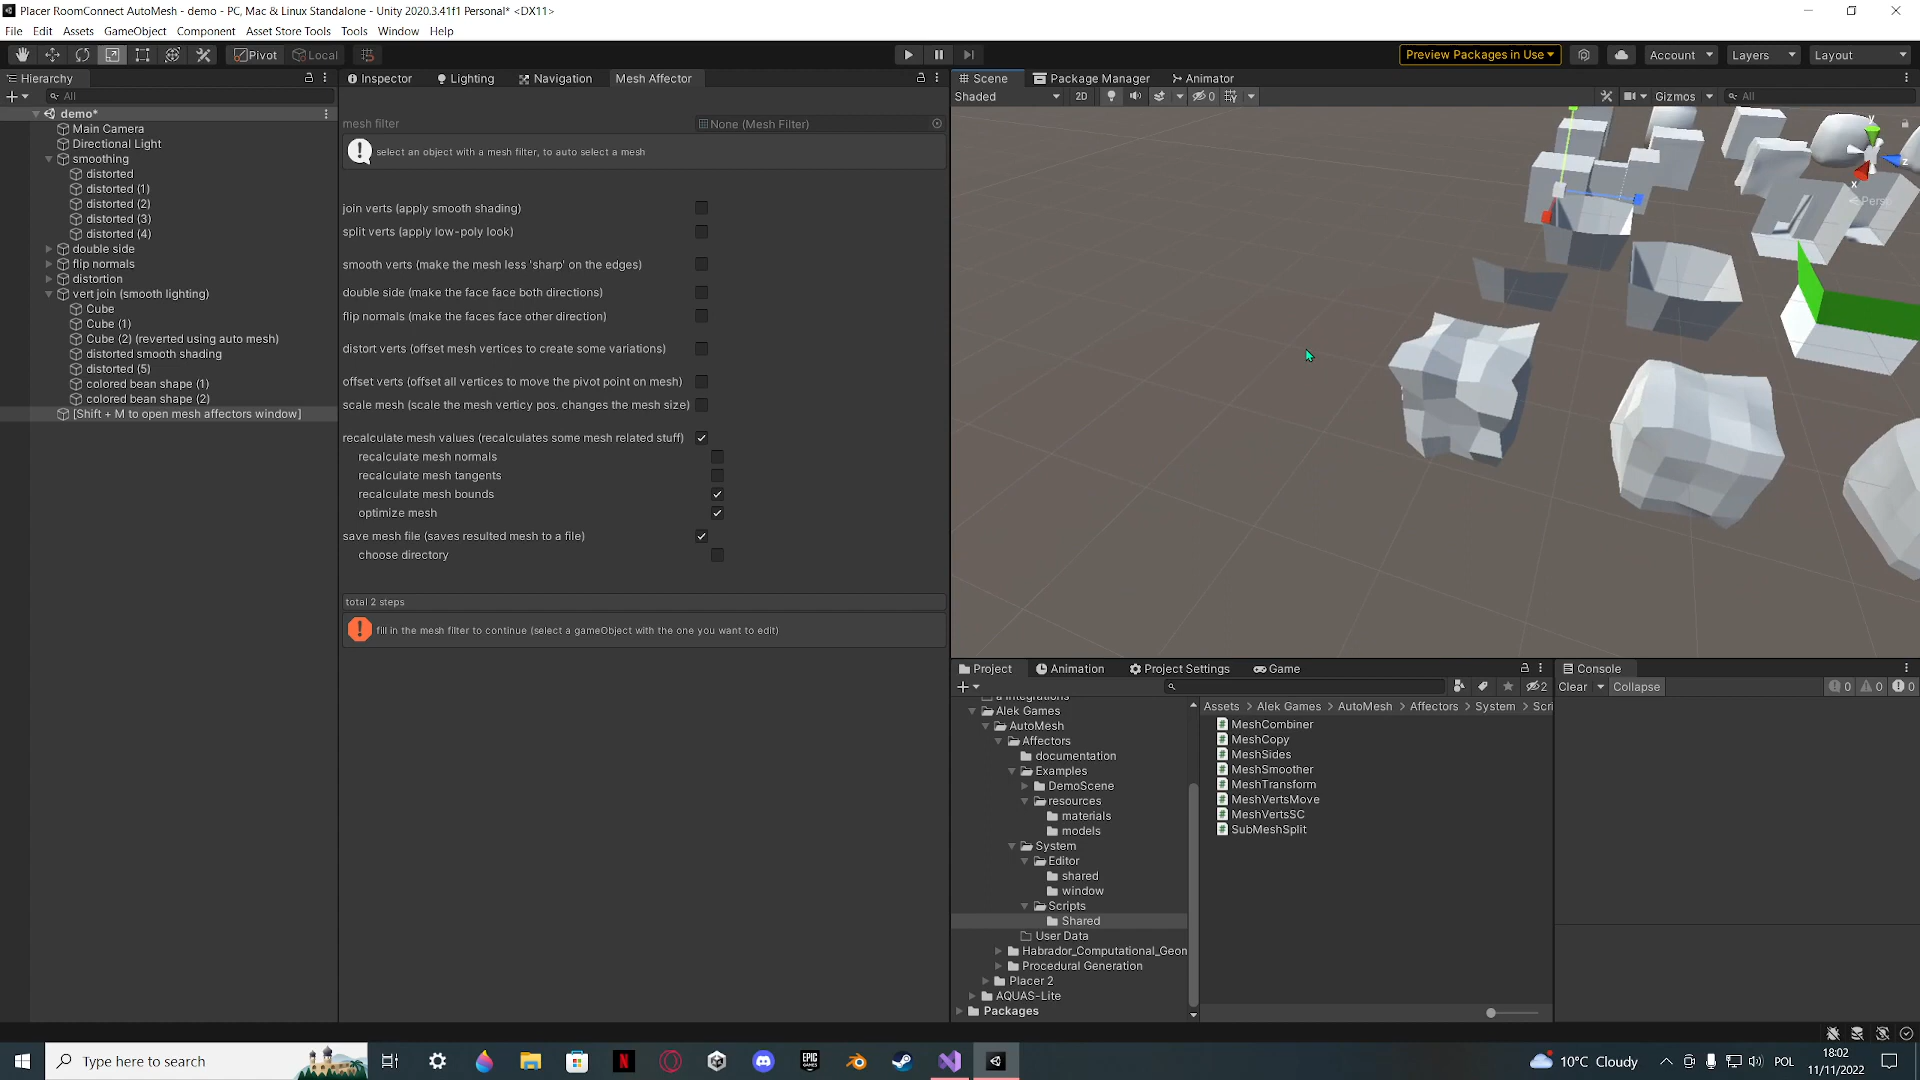 Placer RoomConnect AutoMesh - demo - PC, Mac & Linux Standalone - Unity 2020.3.41f1 Personal* <DX11>
File Edit Assets GameObject Component Asset Store Tools Tools Window Help
Pivot Local Preview Packages in Use Account Layers Layout
Hierarchy
All
demo*
Main Camera
Directional Light
smoothing
distorted
distorted (1)
distorted (2)
distorted (3)
distorted (4)
double side
flip normals
distortion
vert join (smooth lighting)
Cube
Cube (1)
Cube (2) (reverted using auto mesh)
distorted smooth shading
distorted (5)
colored bean shape (1)
colored bean shape (2)
[Shift + M to open mesh affectors window]
Inspector Lighting Navigation Mesh Affector
mesh filter None (Mesh Filter)
select an object with a mesh filter, to auto select a mesh
join verts (apply smooth shading)
split verts (apply low-poly look)
smooth verts (make the mesh less 'sharp' on the edges)
double side (make the face face both directions)
flip normals (make the faces face other direction)
distort verts (offset mesh vertices to create some variations)
offset verts (offset all vertices to move the pivot point on mesh)
scale mesh (scale the mesh verticy pos. changes the mesh size)
recalculate mesh values (recalculates some mesh related stuff)
recalculate mesh normals
recalculate mesh tangents
recalculate mesh bounds
optimize mesh
save mesh file (saves resulted mesh to a file)
choose directory
total 2 steps
fill in the mesh filter to continue (select a gameObject with the one you want to edit)
Scene Package Manager Animator
Shaded 2D 0 Gizmos All
y
z
x
Persp
Project Animation Project Settings Game
2
Alek Games
AutoMesh
Affectors
documentation
Examples
DemoScene
resources
materials
models
System
Editor
shared
window
Scripts
Shared
User Data
Habrador_Computational_Geon
Procedural Generation
Placer 2
AQUAS-Lite
Packages
Assets > Alek Games > AutoMesh > Affectors > System > Scri
MeshCombiner
MeshCopy
MeshSides
MeshSmoother
MeshTransform
MeshVertsMove
MeshVertsSC
SubMeshSplit
Console
Clear Collapse 0 0 0
Type here to search
EPIC GAMES
10°C Cloudy
POL
18:02
11/11/2022